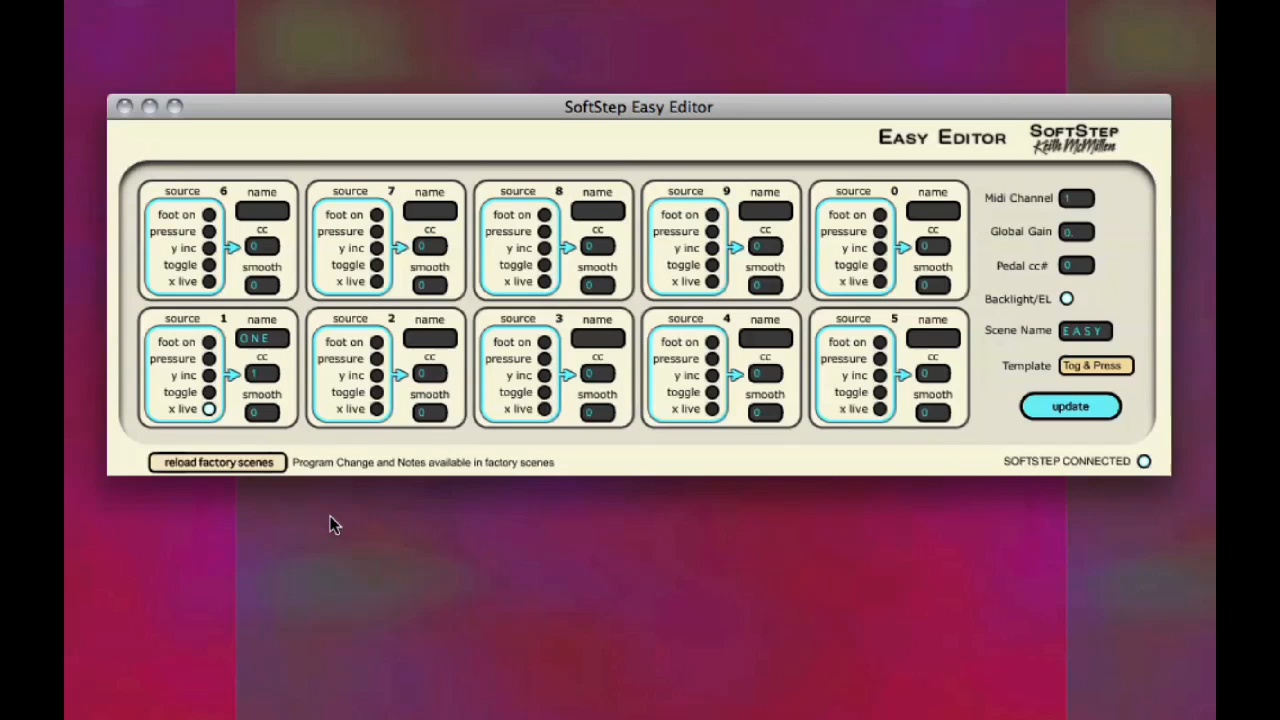 SoftStep Easy Editor
EASY EDITOR SOFTSTEP
Keith McMillen
source 6 name source 7 name source 8 name source 9 name source 0 name
foot on foot on foot on foot on foot on
pressure cc pressure cc pressure cc pressure cc pressure cc
y inc 0 y inc 0 y inc 0 y inc 0 y inc 0
toggle smooth toggle smooth toggle smooth toggle smooth toggle smooth
x live 0 x live 0 x live 0 x live 0 x live 0
source 1 name source 2 name source 3 name source 4 name source 5 name
foot on ONE foot on foot on foot on foot on
pressure cc pressure cc pressure cc pressure cc pressure cc
y inc 1 y inc 0 y inc 0 y inc 0 y inc 0
toggle smooth toggle smooth toggle smooth toggle smooth toggle smooth
x live 0 x live 0 x live 0 x live 0 x live 0
Midi Channel 1
Global Gain 0.
Pedal cc# 0
Backlight/EL
Scene Name EASY
Template Tog & Press
update
reload factory scenes Program Change and Notes available in factory scenes SOFTSTEP CONNECTED